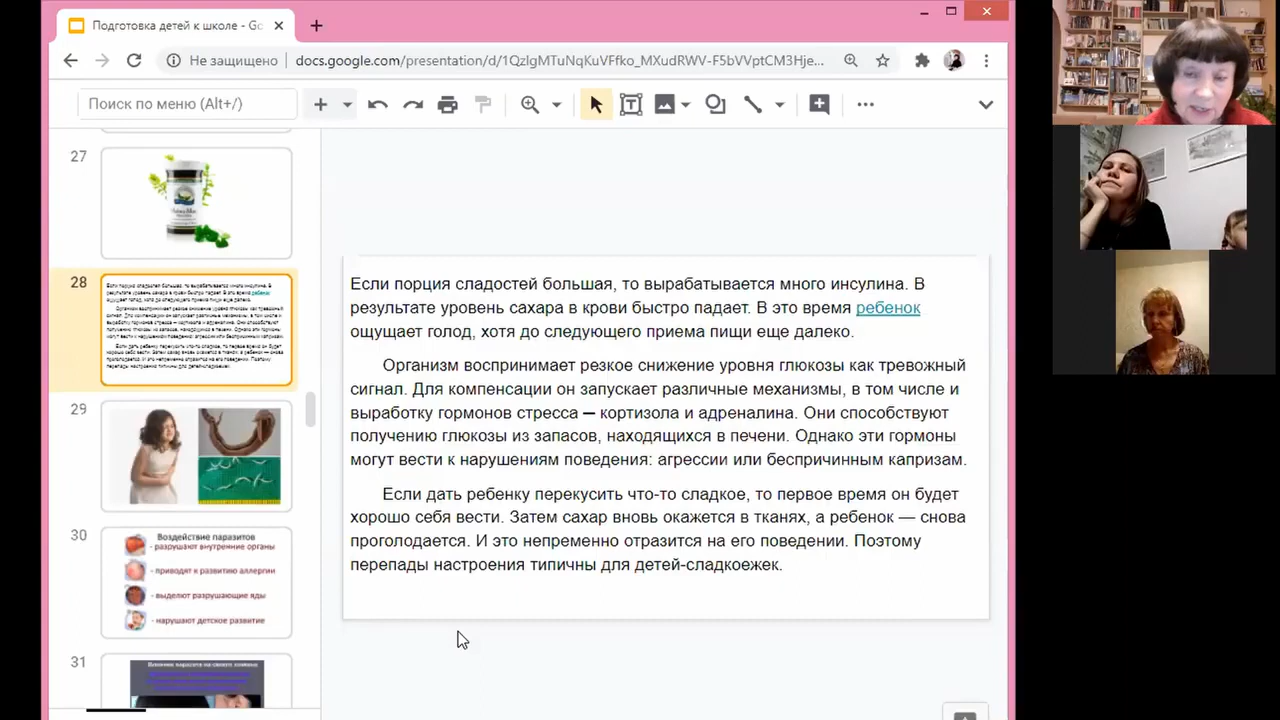 Подготовка детей к школе - Go
Не защищено
docs.google.com/presentation/d/1QzlgMTuNqKuVFfko_MXudRWV-F5bVVptCM3Hje...
Поиск по меню (Alt+/)
27
28
29
30
Воздействие паразитов
- разрушают внутренние органы
- приводят к развитию аллергии
- выделют разрушающие яды
- нарушают детское развитие
31
Если порция сладостей большая, то вырабатывается много инсулина. В
результате уровень сахара в крови быстро падает. В это время ребенок
ощущает голод, хотя до следующего приема пищи еще далеко.
Организм воспринимает резкое снижение уровня глюкозы как тревожный
сигнал. Для компенсации он запускает различные механизмы, в том числе и
выработку гормонов стресса – кортизола и адреналина. Они способствуют
получению глюкозы из запасов, находящихся в печени. Однако эти гормоны
могут вести к нарушениям поведения: агрессии или беспричинным капризам.
Если дать ребенку перекусить что-то сладкое, то первое время он будет
хорошо себя вести. Затем сахар вновь окажется в тканях, а ребенок — снова
проголодается. И это непременно отразится на его поведении. Поэтому
перепады настроения типичны для детей-сладкоежек.